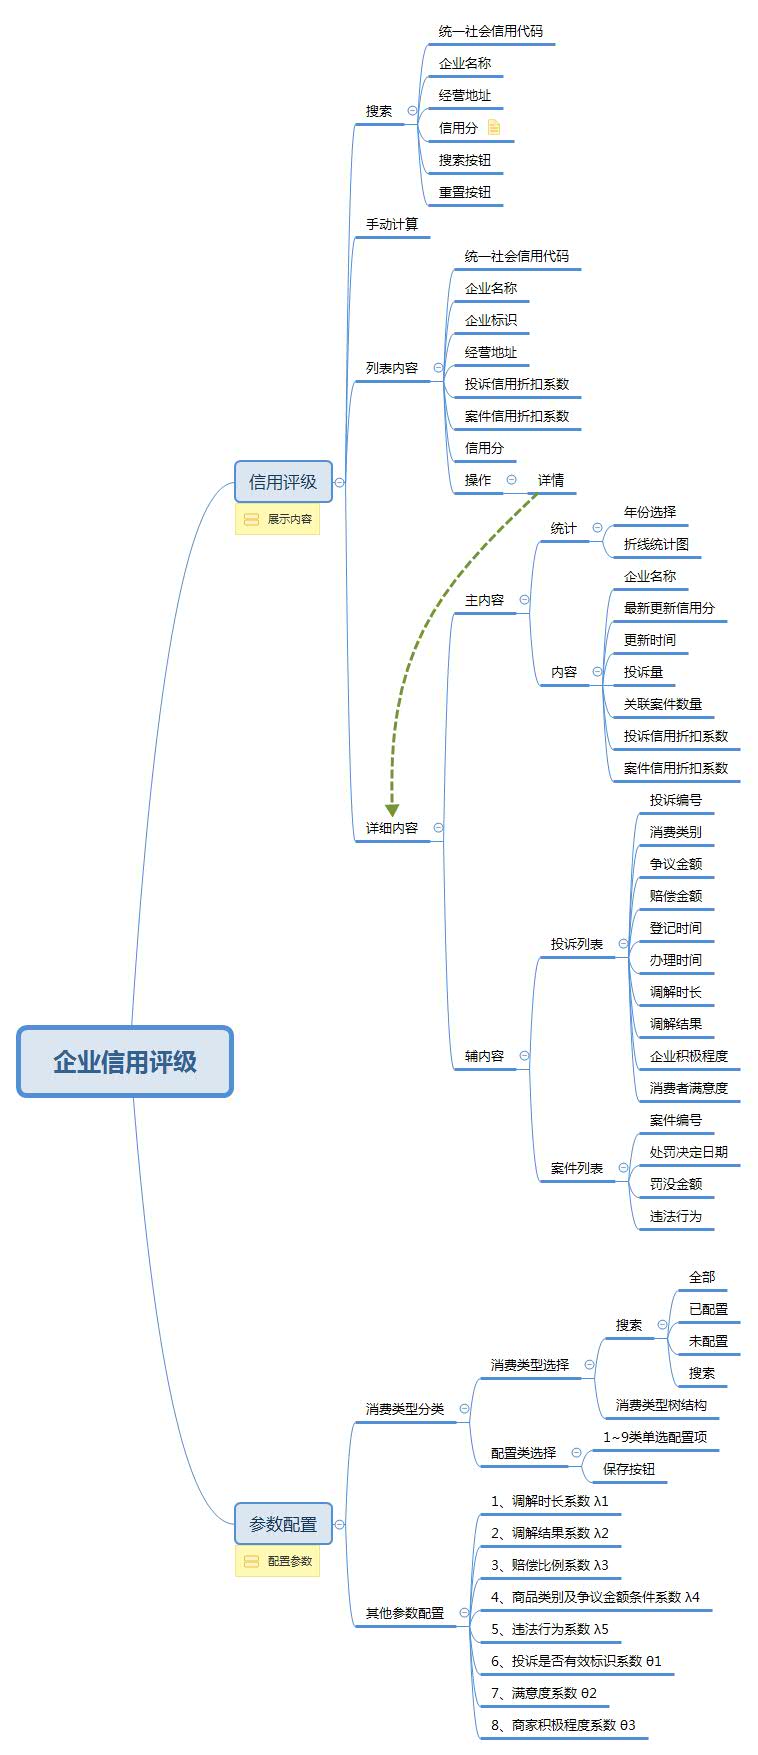 企业信用评级
信用评级
展示内容
搜索
统一社会信用代码
企业名称
经营地址
信用分
搜索按钮
重置按钮
手动计算
列表内容
统一社会信用代码
企业名称
企业标识
经营地址
投诉信用折扣系数
案件信用折扣系数
信用分
操作
详情
详细内容
主内容
统计
年份选择
折线统计图
内容
企业名称
最新更新信用分
更新时间
投诉量
关联案件数量
投诉信用折扣系数
案件信用折扣系数
辅内容
投诉列表
投诉编号
消费类别
争议金额
赔偿金额
登记时间
办理时间
调解时长
调解结果
企业积极程度
消费者满意度
案件列表
案件编号
处罚决定日期
罚没金额
违法行为
参数配置
配置参数
消费类型分类
消费类型选择
搜索
全部
已配置
未配置
搜索
消费类型树结构
配置类选择
1~9类单选配置项
保存按钮
其他参数配置
1、调解时长系数 λ1
2、调解结果系数 λ2
3、赔偿比例系数 λ3
4、商品类别及争议金额条件系数 λ4
5、违法行为系数 λ5
6、投诉是否有效标识系数 θ1
7、满意度系数 θ2
8、商家积极程度系数 θ3